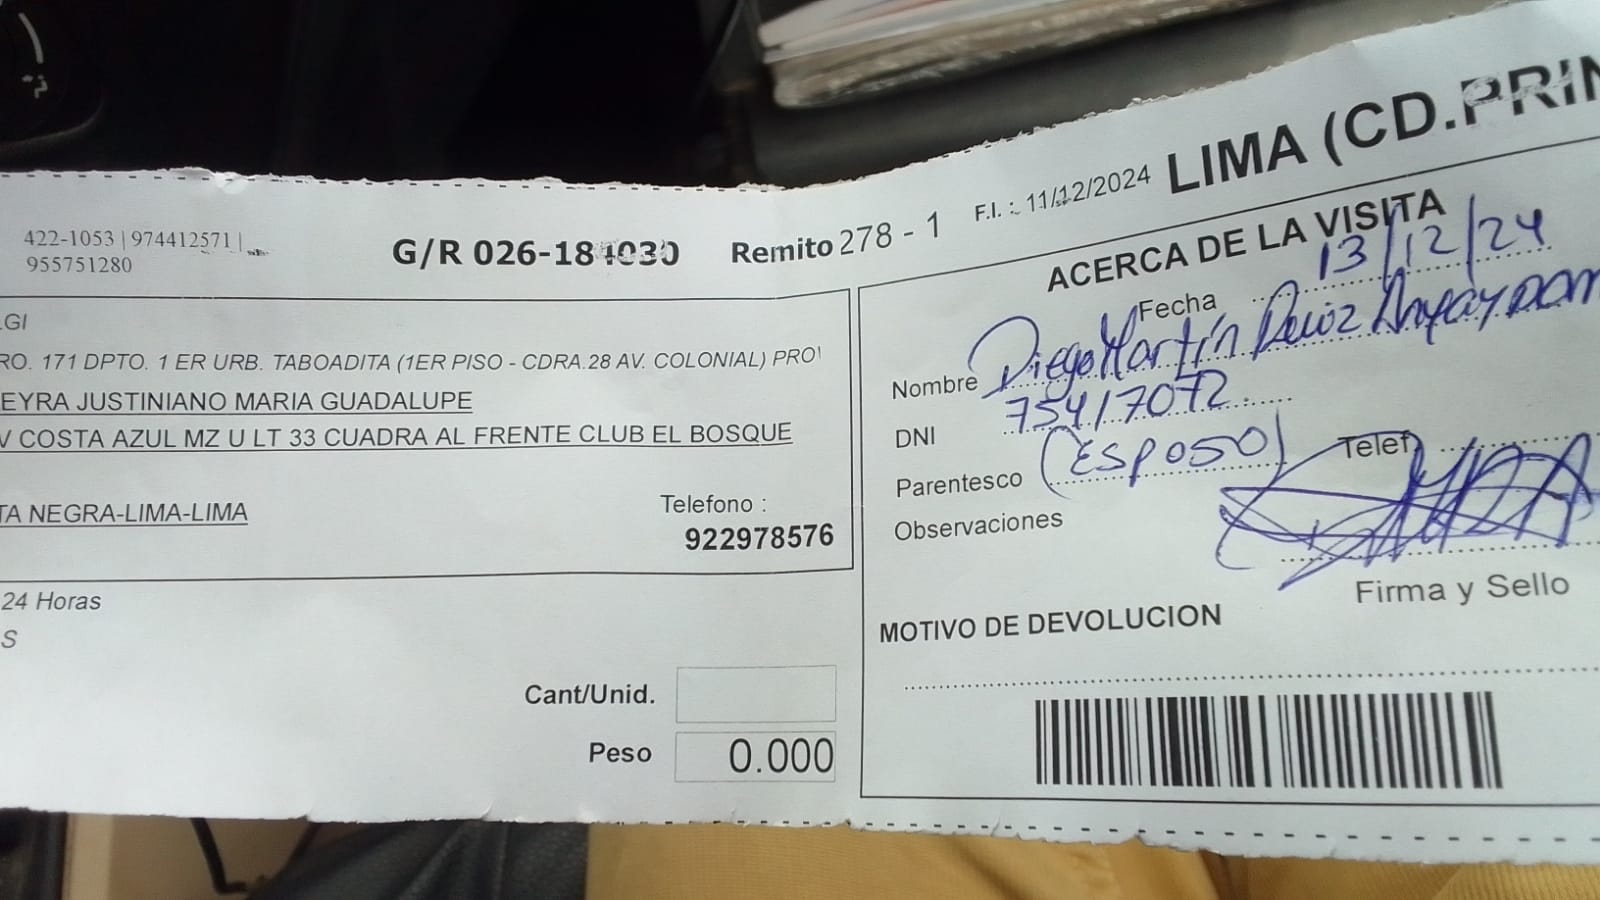 422-1053 | 974412571 |
955751280
G/R 026-184030
Remito 278 - 1
F.I. : 11/12/2024
LIMA (CD.PRIN
.GI
RO. 171 DPTO. 1 ER URB. TABOADITA (1ER PISO - CDRA.28 AV. COLONIAL) PRO
EYRA JUSTINIANO MARIA GUADALUPE
V COSTA AZUL MZ U LT 33 CUADRA AL FRENTE CLUB EL BOSQUE
TA NEGRA-LIMA-LIMA
Telefono :
922978576
24 Horas
S
Cant/Unid.
Peso 0.000
ACERCA DE LA VISITA
Fecha 13/12/24
Nombre Diego Martín
DNI 75417072
Parentesco (ESPOSO) Telef
Observaciones
Firma y Sello
MOTIVO DE DEVOLUCION